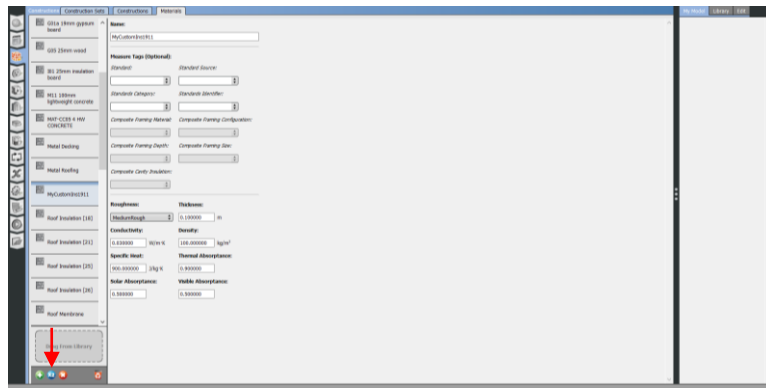 Constructions Construction Sets Constructions Materials
My Model Library Edit
G01a 19mm gypsum
board
G05 25mm wood
I01 25mm insulation
board
M11 100mm
lightweight concrete
MAT-CC05 4 HW
CONCRETE
Metal Decking
Metal Roofing
MyCustomIns1911
Roof Insulation [18]
Roof Insulation [21]
Roof Insulation [25]
Roof Insulation [26]
Roof Membrane
Drag From Library
Name:
MyCustomIns1911
Measure Tags (Optional):
Standard: Standard Source:
Standards Category: Standards Identifier:
Composite Framing Material: Composite Framing Configuration:
Composite Framing Depth: Composite Framing Size:
Composite Cavity Insulation:
Roughness: Thickness:
MediumRough 0.100000 m
Conductivity: Density:
0.030000 W/m·K 100.000000 kg/m³
Specific Heat: Thermal Absorptance:
900.000000 J/kg·K 0.900000
Solar Absorptance: Visible Absorptance:
0.500000 0.500000